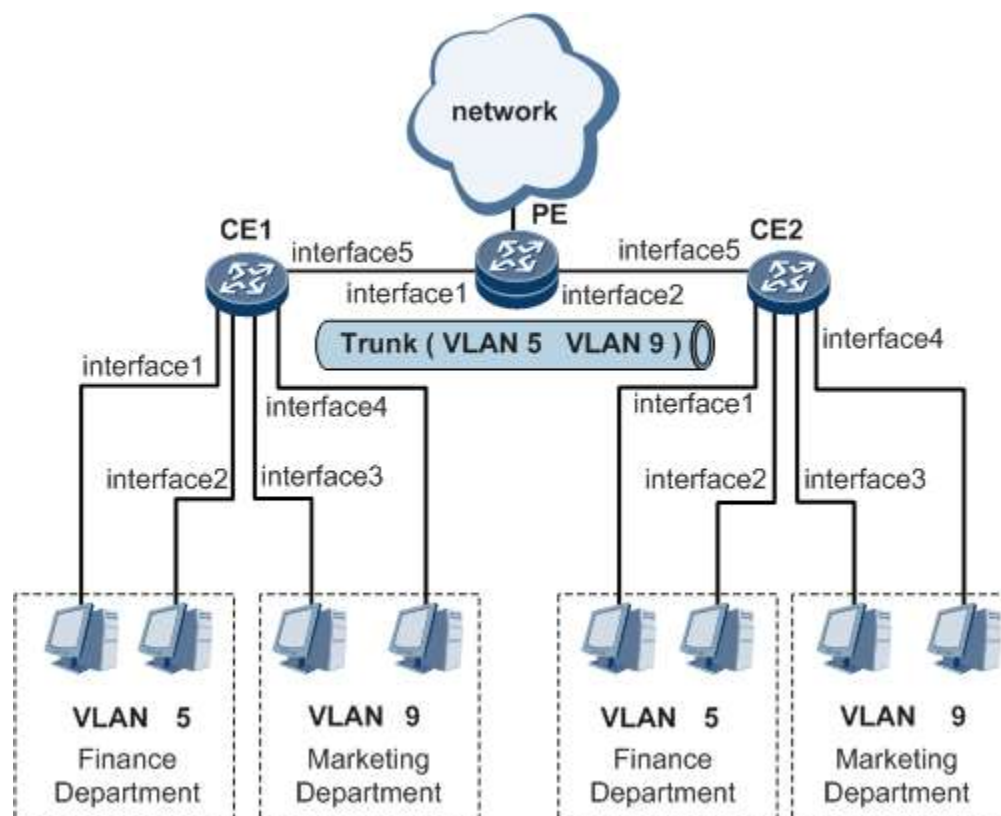 network
PE
CE1
CE2
interface5
interface5
interface1
interface2
Trunk ( VLAN 5 VLAN 9 )
interface1
interface4
interface4
interface1
interface2
interface3
interface2
interface3
VLAN 5
VLAN 9
VLAN 5
VLAN 9
Finance
Department
Marketing
Department
Finance
Department
Marketing
Department